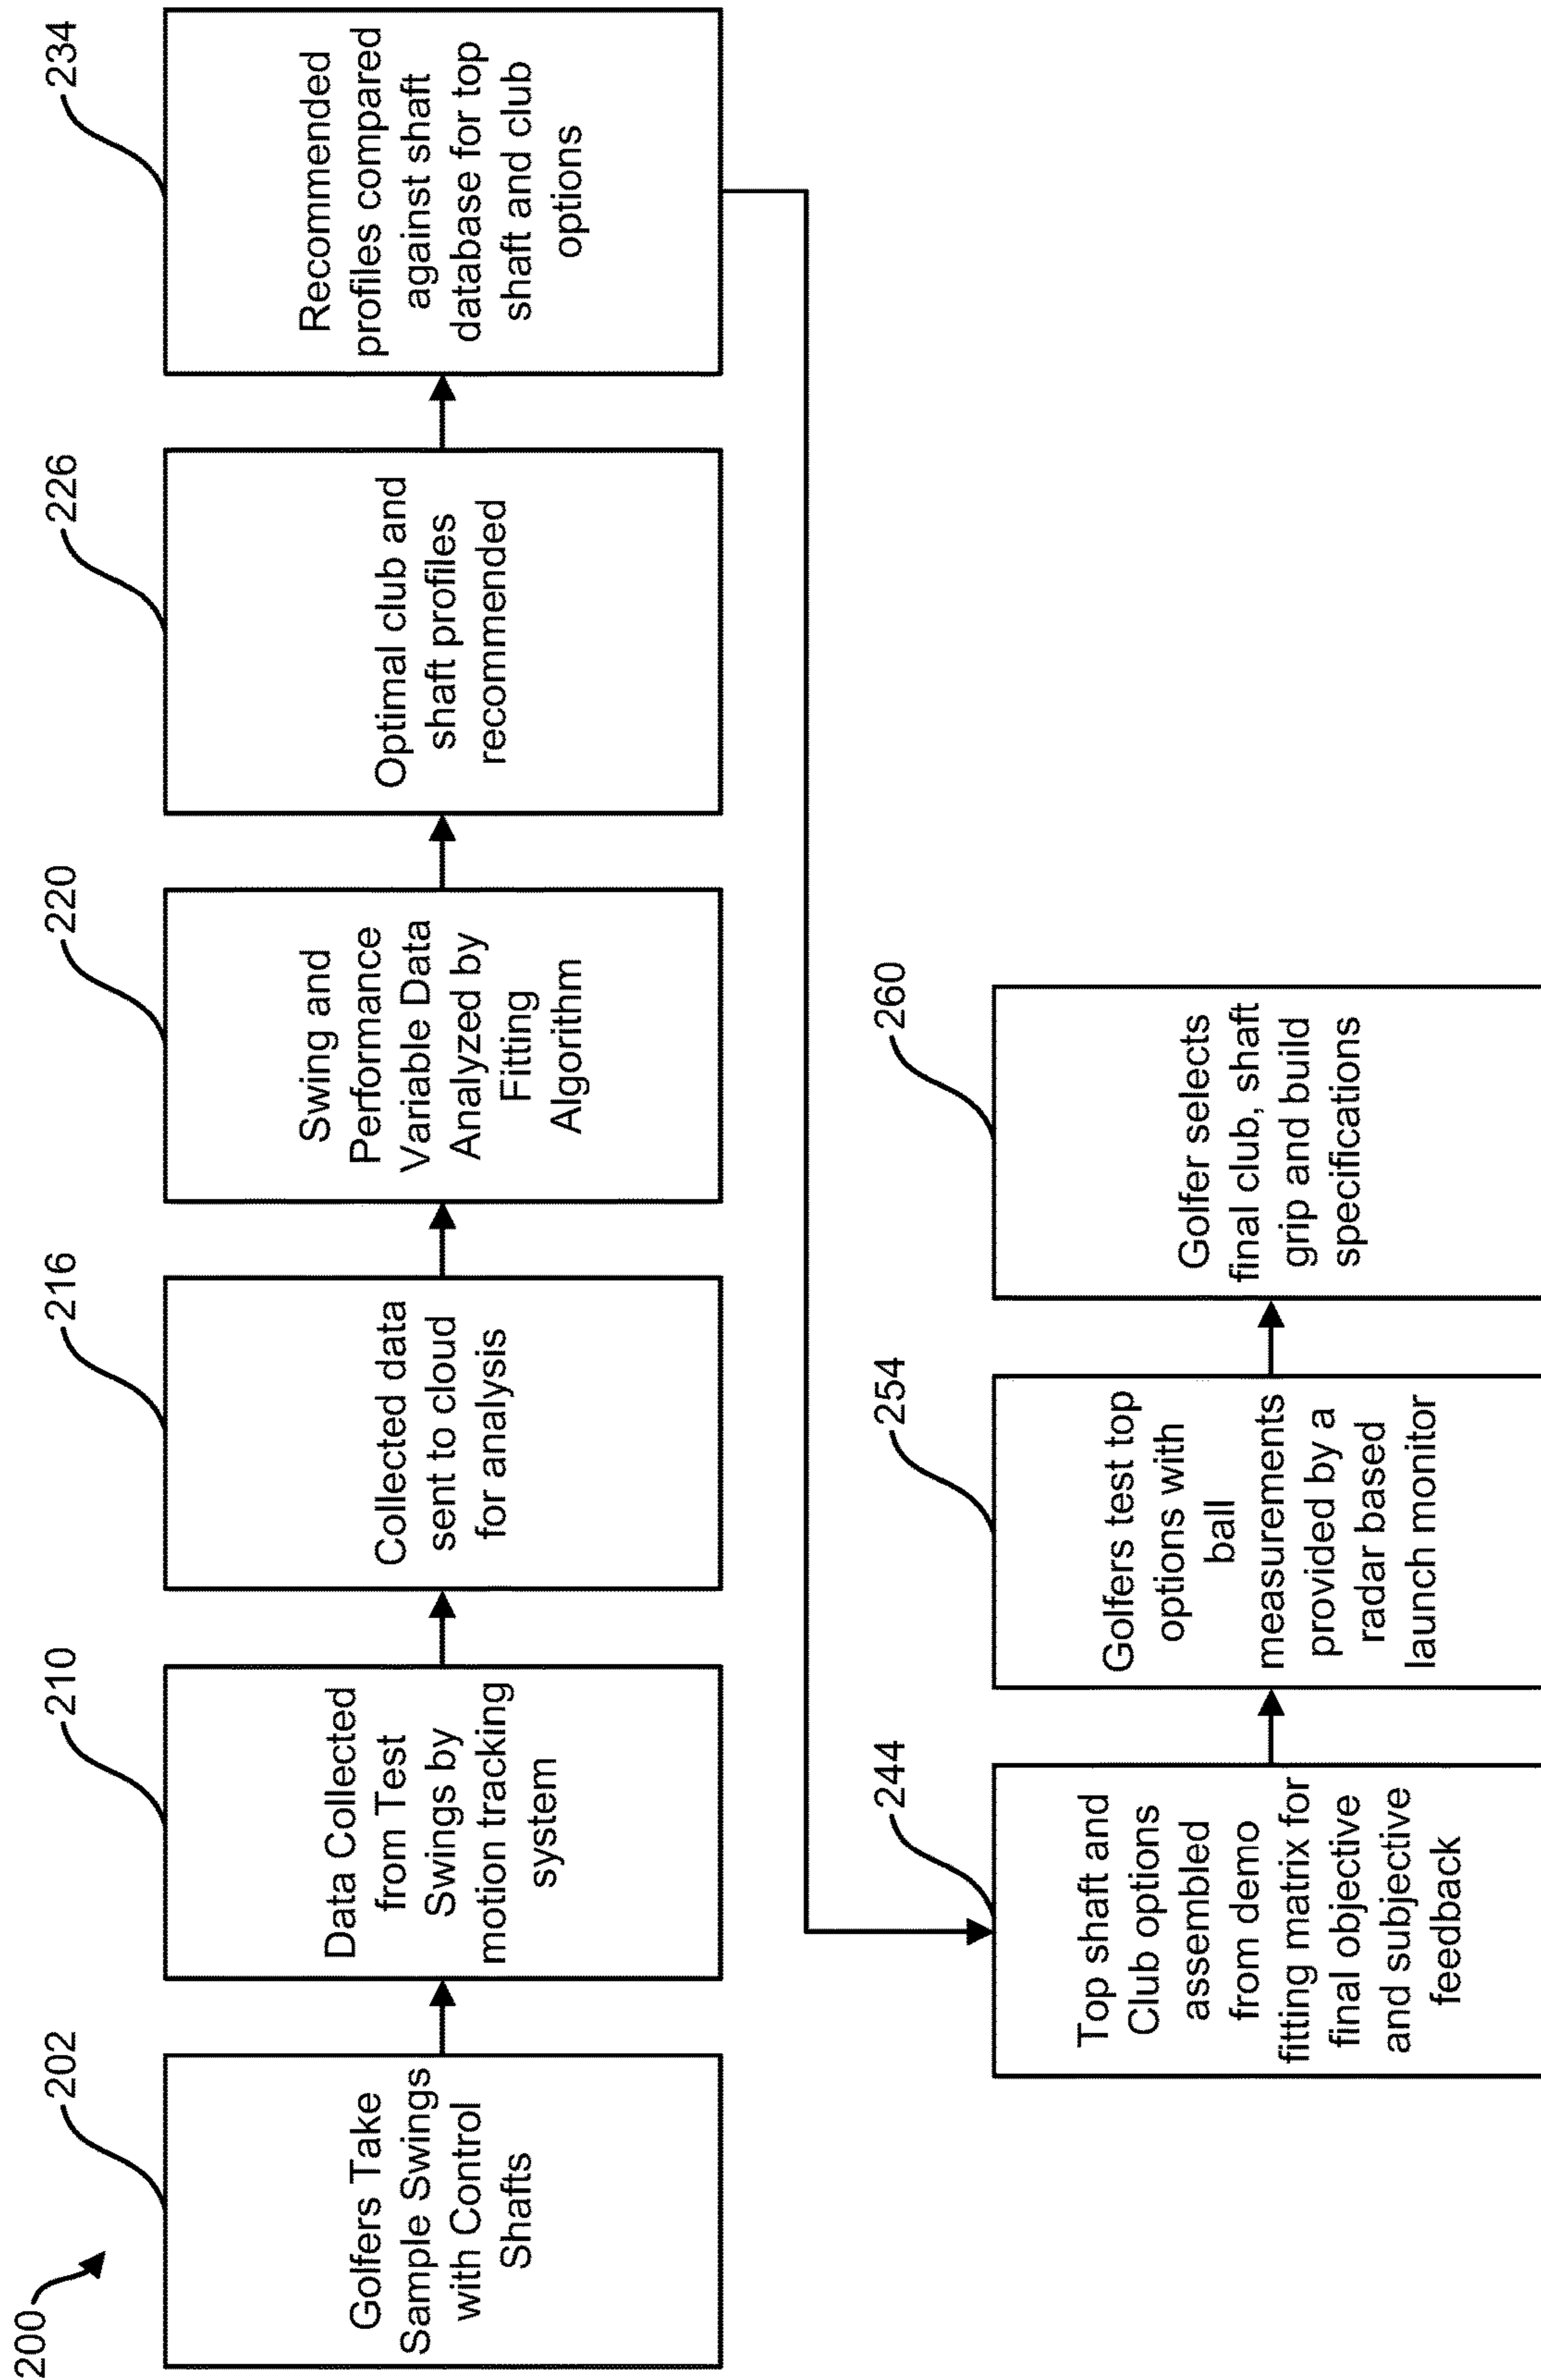 200
202
Golfers Take
Sample Swings
with Control
Shafts
210
Data Collected
from Test
Swings by
motion tracking
system
216
Collected data
sent to cloud
for analysis
220
Swing and
Performance
Variable Data
Analyzed by
Fitting
Algorithm
226
Optimal club and
shaft profiles
recommended
234
Recommended
profiles compared
against shaft
database for top
shaft and club
options
244
Top shaft and
Club options
assembled
from demo
fitting matrix for
final objective
and subjective
feedback
254
Golfers test top
options with
ball
measurements
provided by a
radar based
launch monitor
260
Golfer selects
final club, shaft
grip and build
specifications